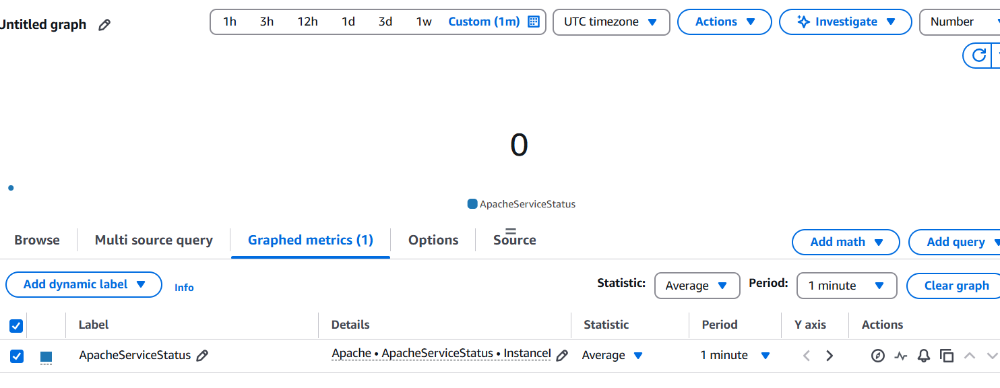 Untitled graph
1h 3h 12h 1d 3d 1w Custom (1m) UTC timezone Actions Investigate Number
0
ApacheServiceStatus
Browse Multi source query Graphed metrics (1) Options Source Add math Add query
Add dynamic label Info Statistic: Average Period: 1 minute Clear graph
Label Details Statistic Period Y axis Actions
ApacheServiceStatus Apache • ApacheServiceStatus • InstanceI Average 1 minute